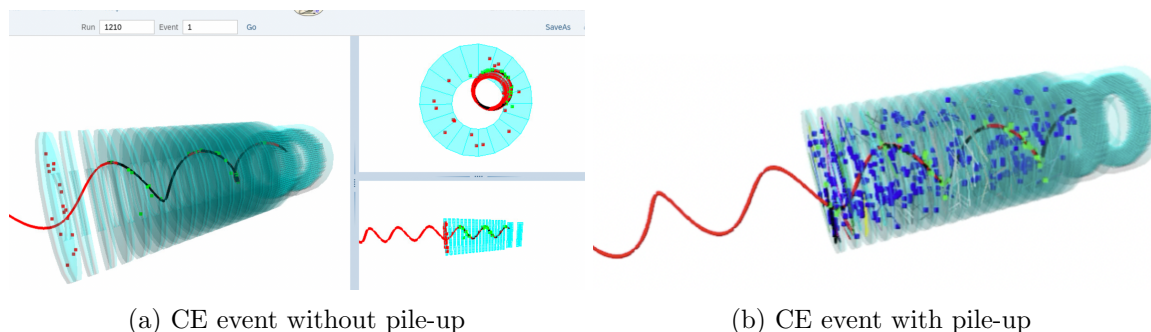 Run 1210 Event 1 Go SaveAs
(a) CE event without pile-up
(b) CE event with pile-up